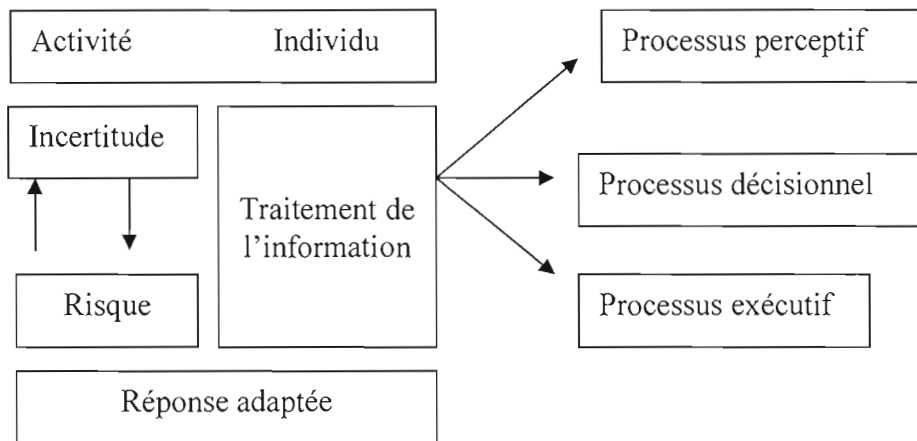 Activité Individu
Incertitude
Risque
Traitement de
l'information
Réponse adaptée
Processus perceptif
Processus décisionnel
Processus exécutif